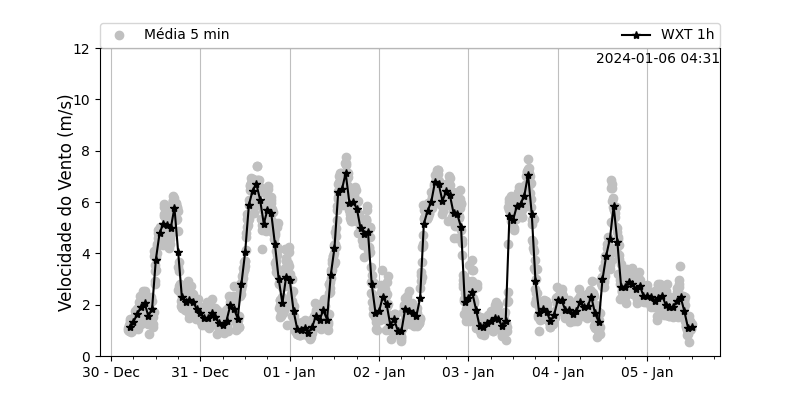 Média 5 min
WXT 1h
2024-01-06 04:31
Velocidade do Vento (m/s)
12
10
8
6
4
2
0
30 - Dec
31 - Dec
01 - Jan
02 - Jan
03 - Jan
04 - Jan
05 - Jan